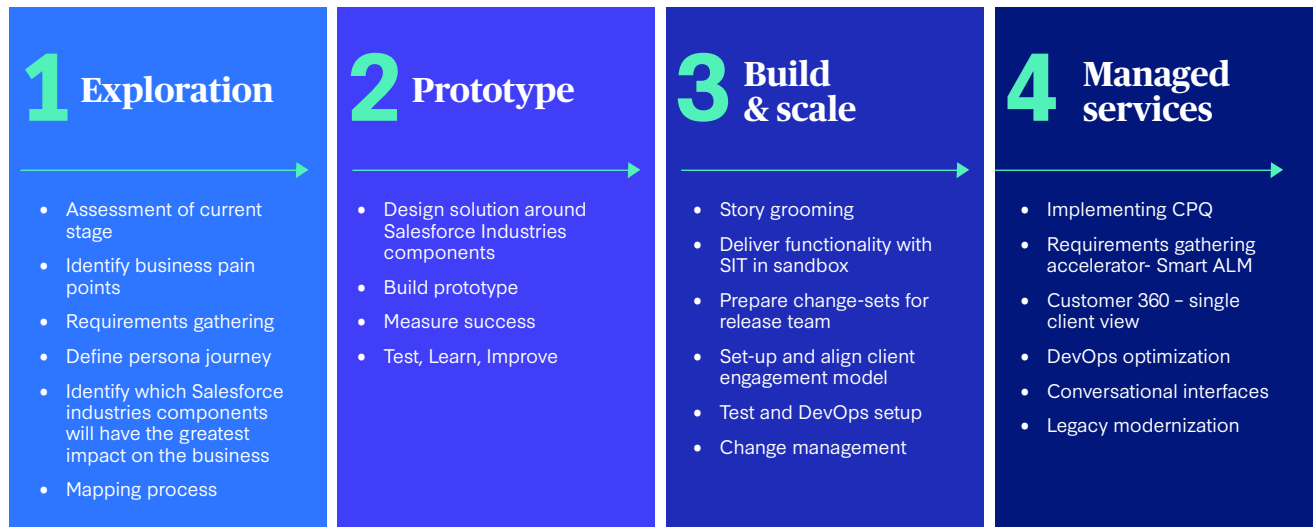 1 Exploration
• Assessment of current
stage
• Identify business pain
points
• Requirements gathering
• Define persona journey
• Identify which Salesforce
industries components
will have the greatest
impact on the business
• Mapping process
2 Prototype
• Design solution around
Salesforce Industries
components
• Build prototype
• Measure success
• Test, Learn, Improve
3 Build
& scale
• Story grooming
• Deliver functionality with
SIT in sandbox
• Prepare change-sets for
release team
• Set-up and align client
engagement model
• Test and DevOps setup
• Change management
4 Managed
services
• Implementing CPQ
• Requirements gathering
accelerator- Smart ALM
• Customer 360 – single
client view
• DevOps optimization
• Conversational interfaces
• Legacy modernization